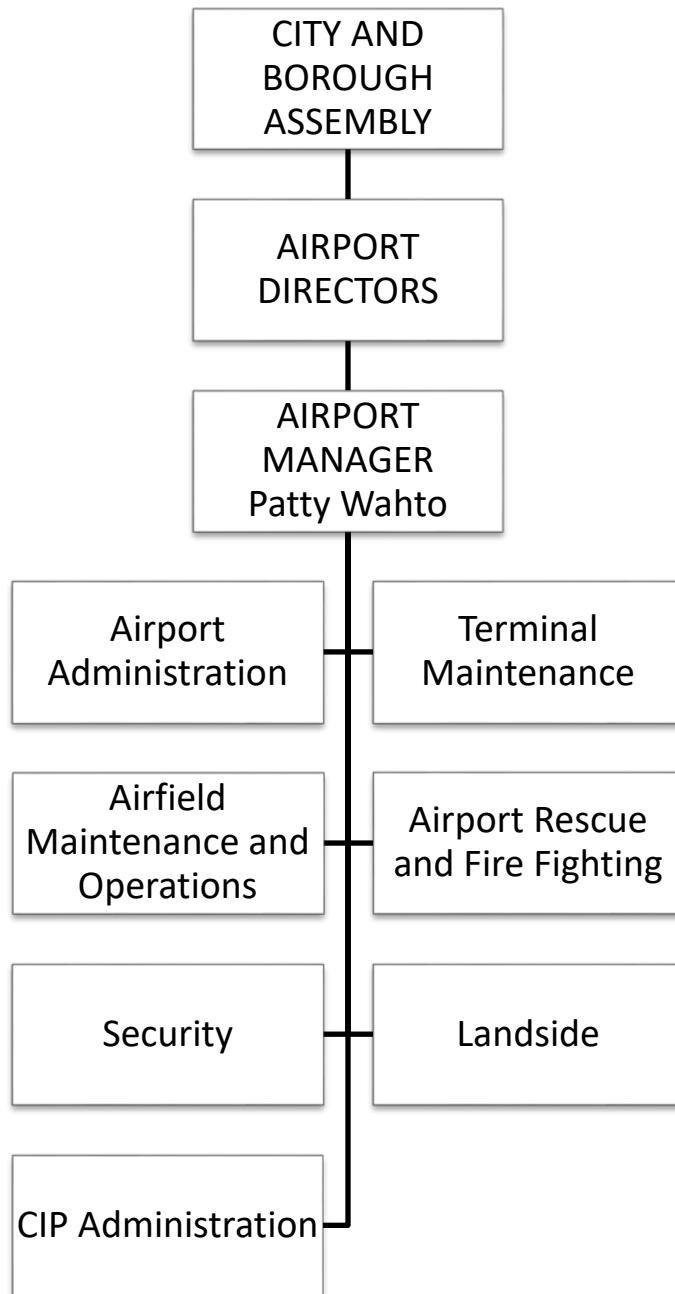 CITY AND
BOROUGH
ASSEMBLY
AIRPORT
DIRECTORS
AIRPORT
MANAGER
Patty Wahto
Airport
Administration
Terminal
Maintenance
Airfield
Maintenance and
Operations
Airport Rescue
and Fire Fighting
Security
Landside
CIP Administration